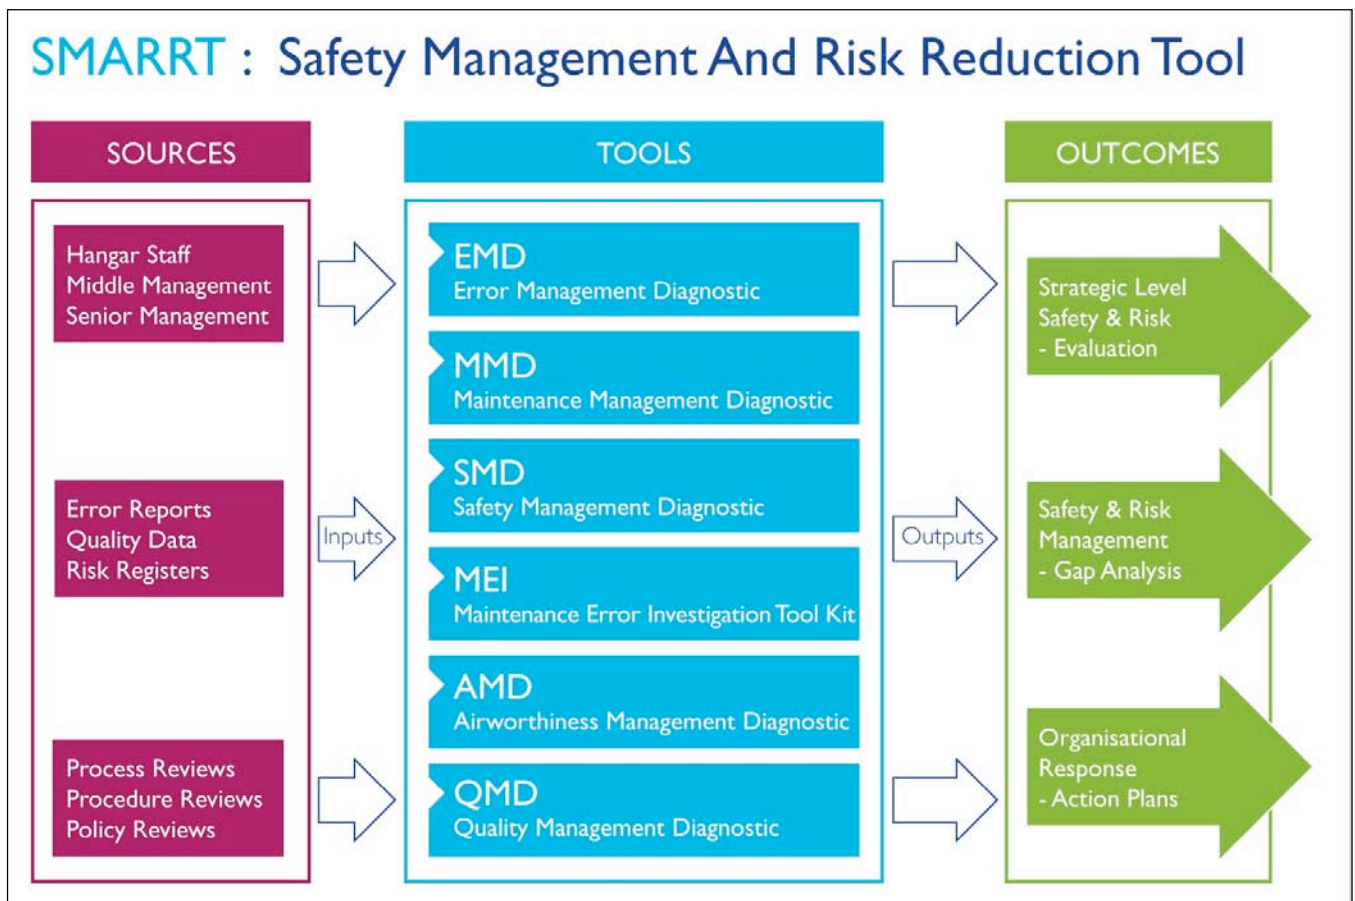 SMARRT : Safety Management And Risk Reduction Tool
SOURCES
Hangar Staff
Middle Management
Senior Management
Error Reports
Quality Data
Risk Registers
Process Reviews
Procedure Reviews
Policy Reviews
Inputs
TOOLS
EMD
Error Management Diagnostic
MMD
Maintenance Management Diagnostic
SMD
Safety Management Diagnostic
MEI
Maintenance Error Investigation Tool Kit
AMD
Airworthiness Management Diagnostic
QMD
Quality Management Diagnostic
Outputs
OUTCOMES
Strategic Level
Safety & Risk
- Evaluation
Safety & Risk
Management
- Gap Analysis
Organisational
Response
- Action Plans